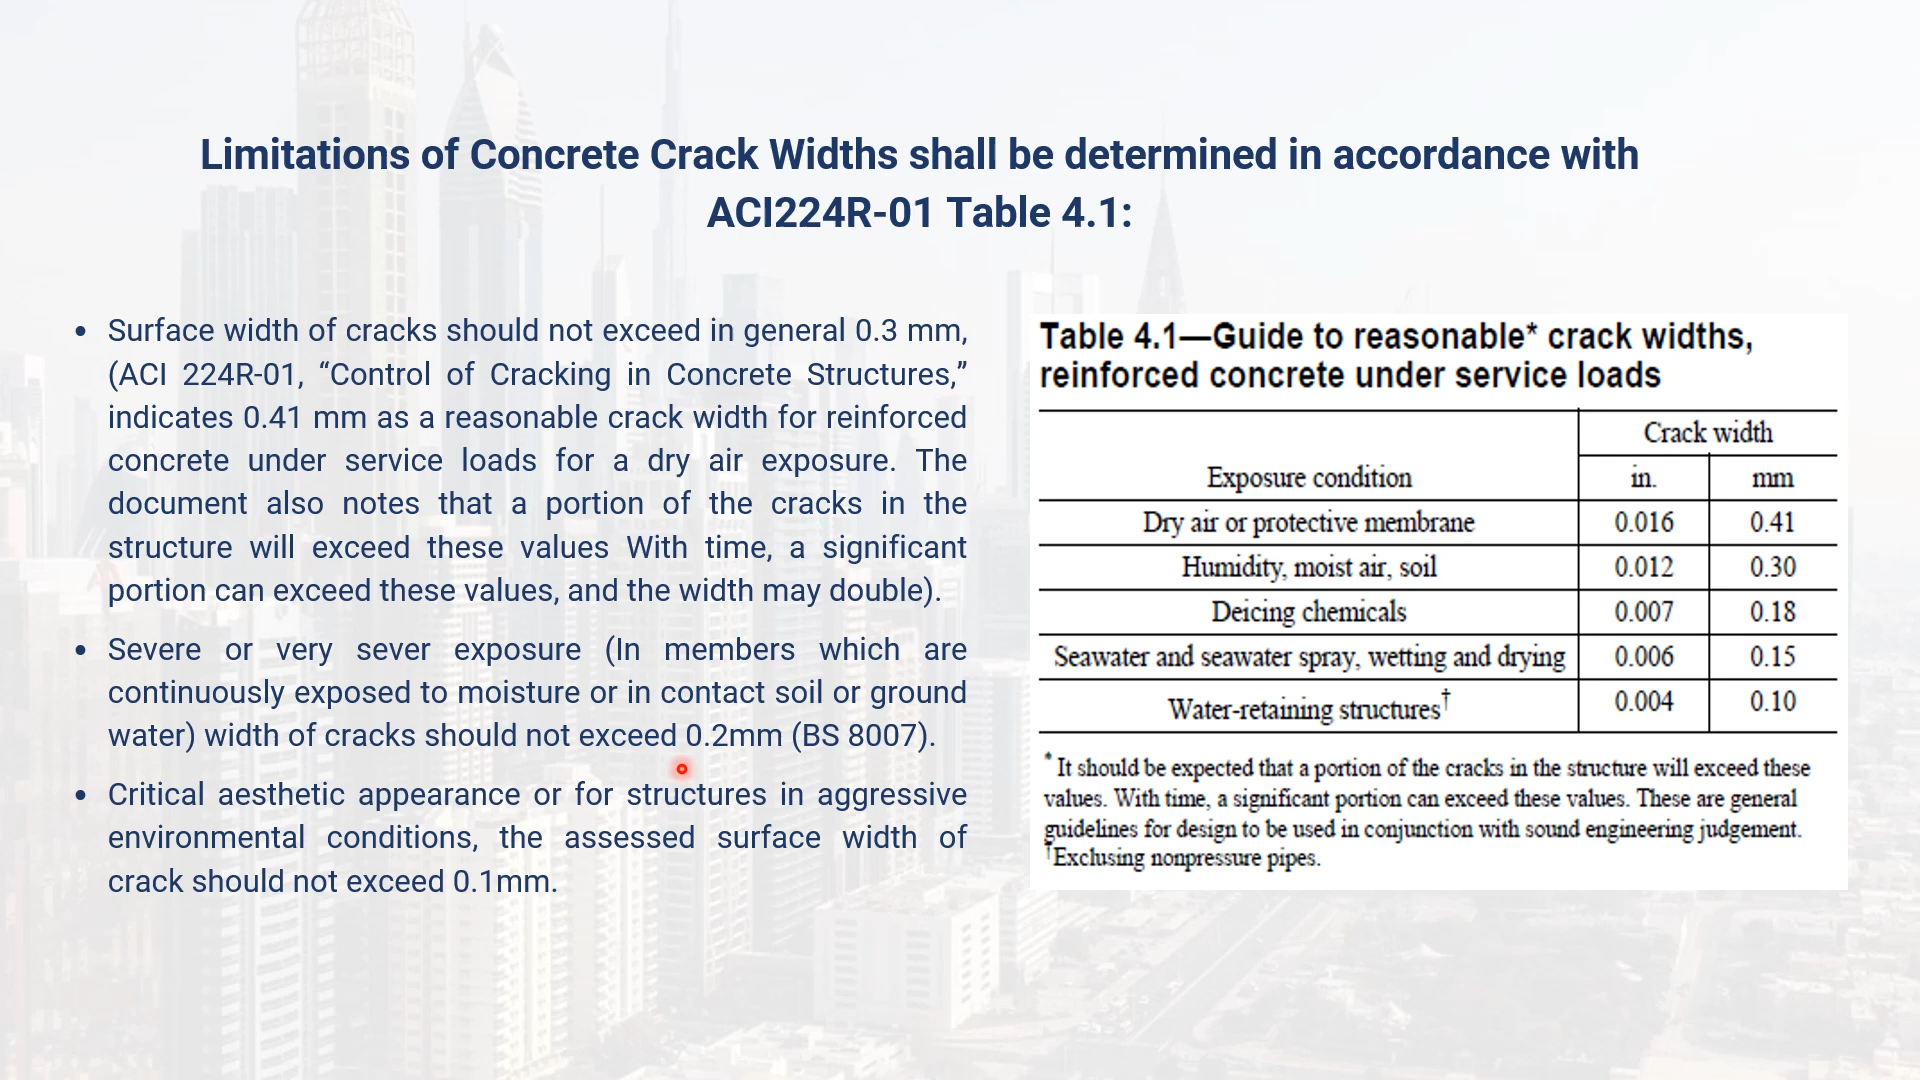 Limitations of Concrete Crack Widths shall be determined in accordance with
ACI224R-01 Table 4.1:
• Surface width of cracks should not exceed in general 0.3 mm,
(ACI 224R-01, “Control of Cracking in Concrete Structures,”
indicates 0.41 mm as a reasonable crack width for reinforced
concrete under service loads for a dry air exposure. The
document also notes that a portion of the cracks in the
structure will exceed these values With time, a significant
portion can exceed these values, and the width may double).
• Severe or very sever exposure (In members which are
continuously exposed to moisture or in contact soil or ground
water) width of cracks should not exceed 0.2mm (BS 8007).
• Critical aesthetic appearance or for structures in aggressive
environmental conditions, the assessed surface width of
crack should not exceed 0.1mm.
Table 4.1—Guide to reasonable* crack widths,
reinforced concrete under service loads
Crack width
Exposure condition in. mm
Dry air or protective membrane 0.016 0.41
Humidity, moist air, soil 0.012 0.30
Deicing chemicals 0.007 0.18
Seawater and seawater spray, wetting and drying 0.006 0.15
Water-retaining structures† 0.004 0.10
* It should be expected that a portion of the cracks in the structure will exceed these
values. With time, a significant portion can exceed these values. These are general
guidelines for design to be used in conjunction with sound engineering judgement.
†Exclusing nonpressure pipes.